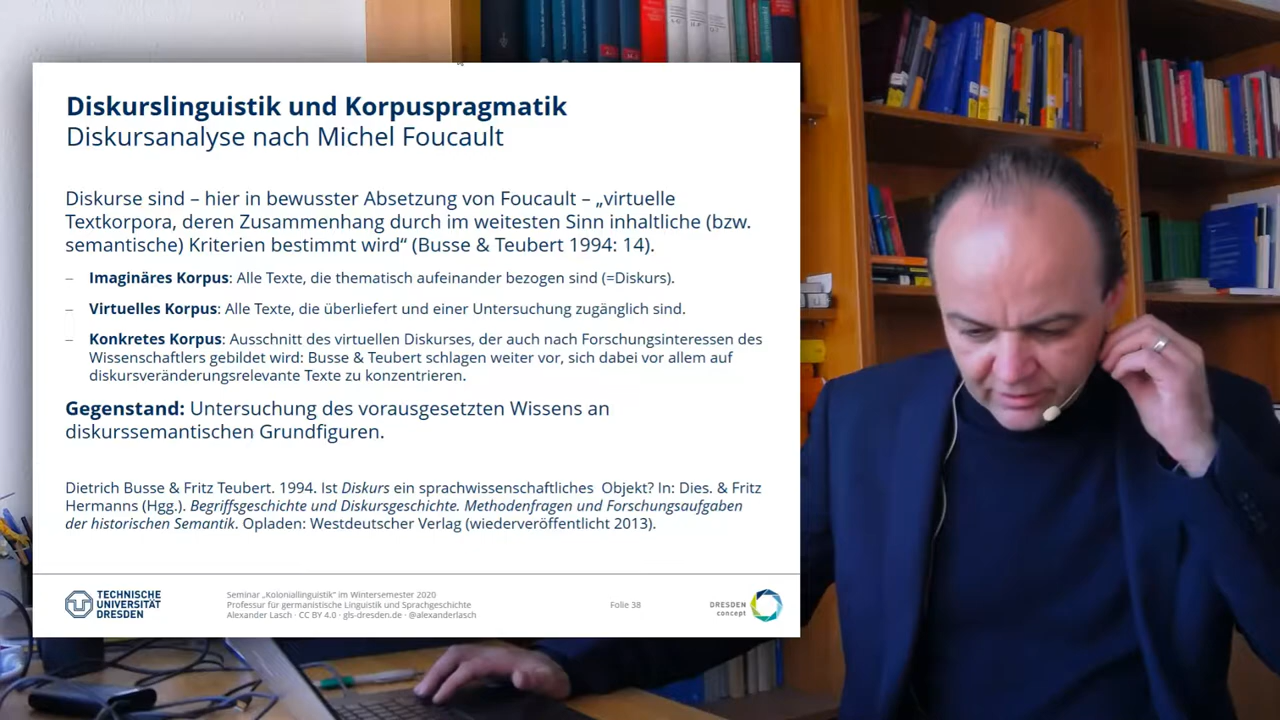 Diskurslinguistik und Korpuspragmatik
Diskursanalyse nach Michel Foucault
Diskurse sind – hier in bewusster Absetzung von Foucault – „virtuelle
Textkorpora, deren Zusammenhang durch im weitesten Sinn inhaltliche (bzw.
semantische) Kriterien bestimmt wird“ (Busse & Teubert 1994: 14).
– Imaginäres Korpus: Alle Texte, die thematisch aufeinander bezogen sind (=Diskurs).
– Virtuelles Korpus: Alle Texte, die überliefert und einer Untersuchung zugänglich sind.
– Konkretes Korpus: Ausschnitt des virtuellen Diskurses, der auch nach Forschungsinteressen des
Wissenschaftlers gebildet wird: Busse & Teubert schlagen weiter vor, sich dabei vor allem auf
diskursveränderungsrelevante Texte zu konzentrieren.
Gegenstand: Untersuchung des vorausgesetzten Wissens an
diskurssemantischen Grundfiguren.
Dietrich Busse & Fritz Teubert. 1994. Ist Diskurs ein sprachwissenschaftliches Objekt? In: Dies. & Fritz
Hermanns (Hgg.). Begriffsgeschichte und Diskursgeschichte. Methodenfragen und Forschungsaufgaben
der historischen Semantik. Opladen: Westdeutscher Verlag (wiederveröffentlicht 2013).
TECHNISCHE
UNIVERSITÄT
DRESDEN
Seminar „Koloniallinguistik“ im Wintersemester 2020
Professur für germanistische Linguistik und Sprachgeschichte
Alexander Lasch · CC BY 4.0 · gls-dresden.de · @alexanderlasch
Folie 38
DRESDEN
concept